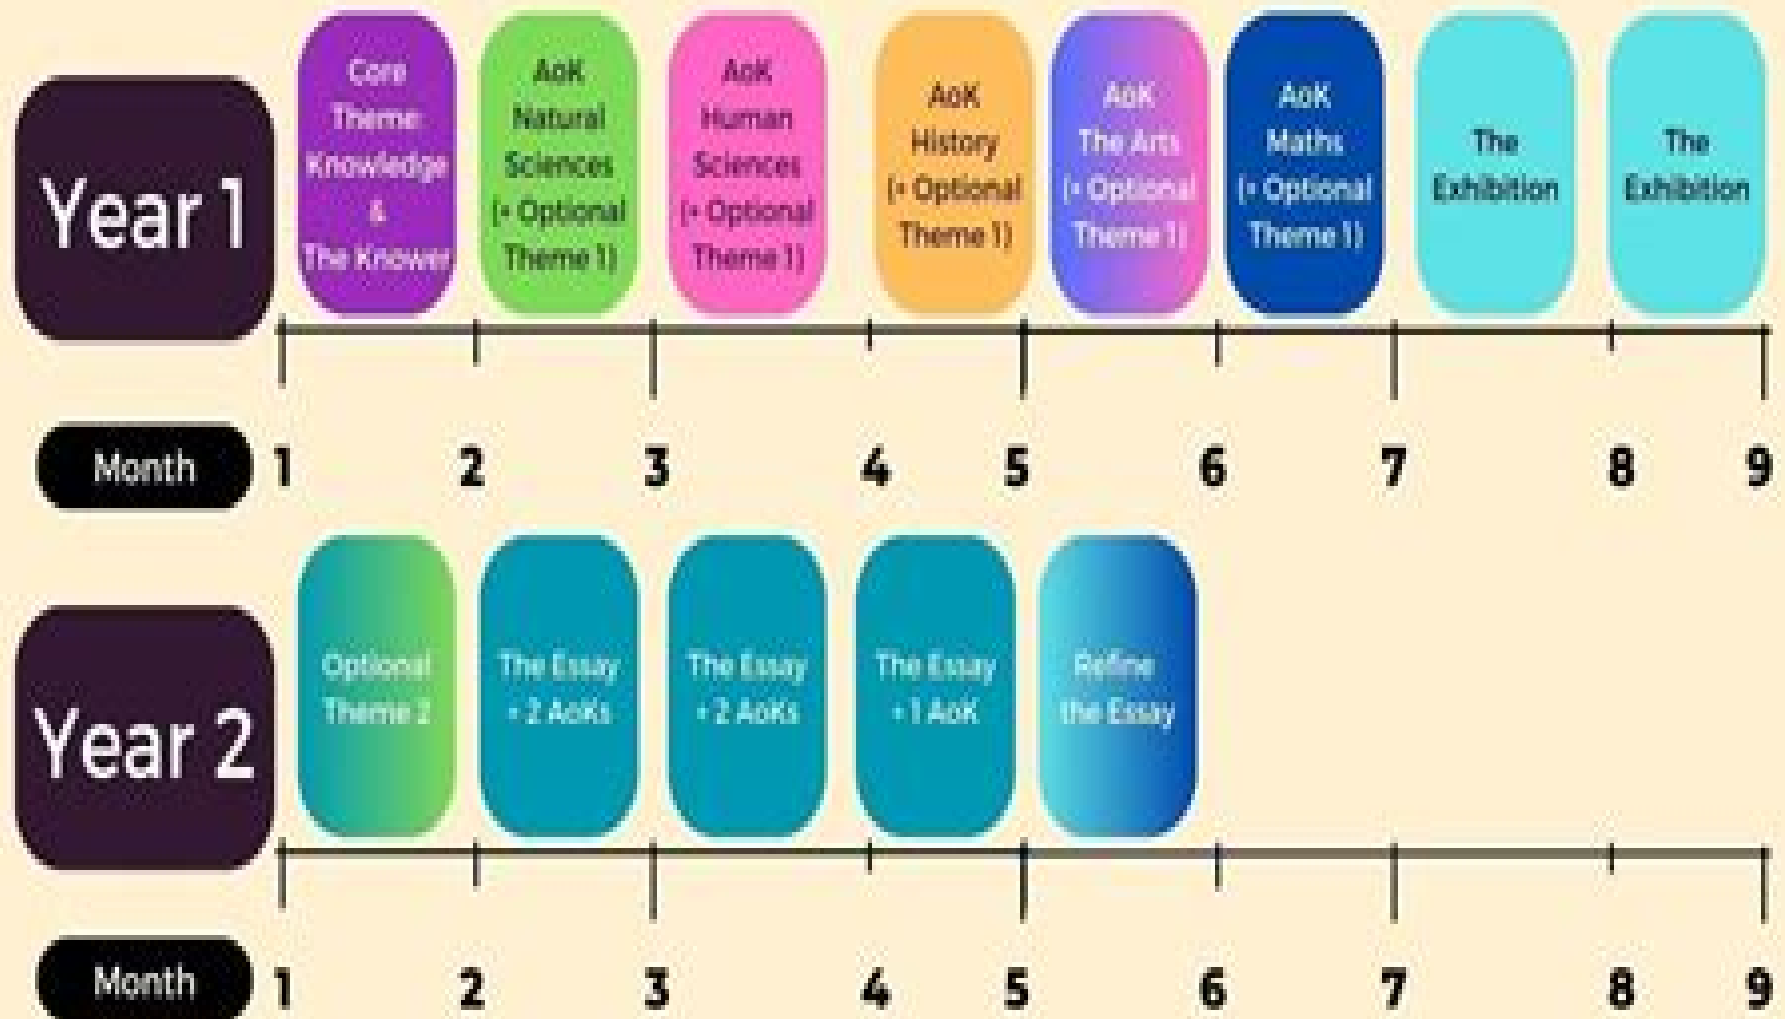 Year 1
Core
Theme:
Knowledge
&
The Knower
AoK
Natural
Sciences
(+ Optional
Theme 1)
AoK
Human
Sciences
(+ Optional
Theme 1)
AoK
History
(+ Optional
Theme 1)
AoK
The Arts
(+ Optional
Theme 1)
AoK
Maths
(+ Optional
Theme 1)
The
Exhibition
The
Exhibition
Month 1 2 3 4 5 6 7 8 9
Year 2
Optional
Theme 2
The Essay
+ 2 AoKs
The Essay
+ 2 AoKs
The Essay
+ 1 AoK
Refine
the Essay
Month 1 2 3 4 5 6 7 8 9